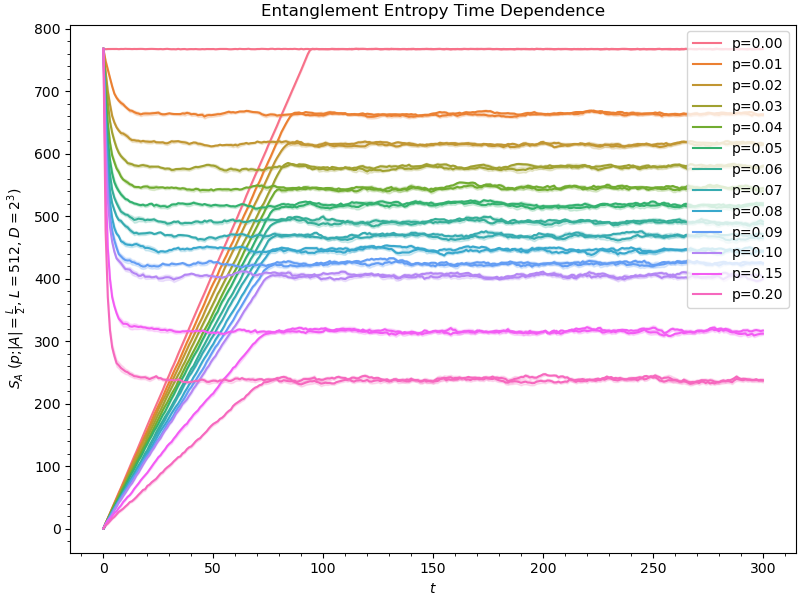 Entanglement Entropy Time Dependence
800
700
600
500
400
300
200
100
0
S_A (p; |A| = L/2, L = 512, D = 2^3)
0
50
100
150
200
250
300
t
p=0.00
p=0.01
p=0.02
p=0.03
p=0.04
p=0.05
p=0.06
p=0.07
p=0.08
p=0.09
p=0.10
p=0.15
p=0.20